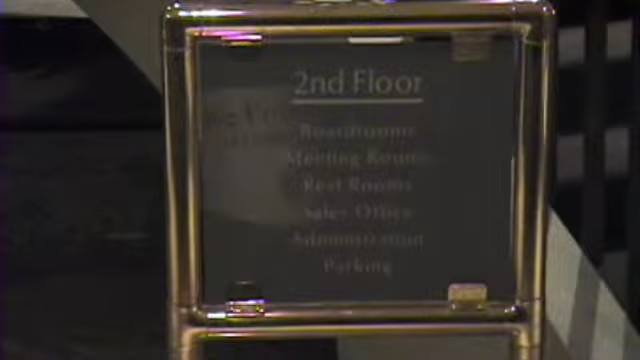 2nd Floor
Boardrooms
Meeting Rooms
Rest Rooms
Sales Office
Administration
Parking